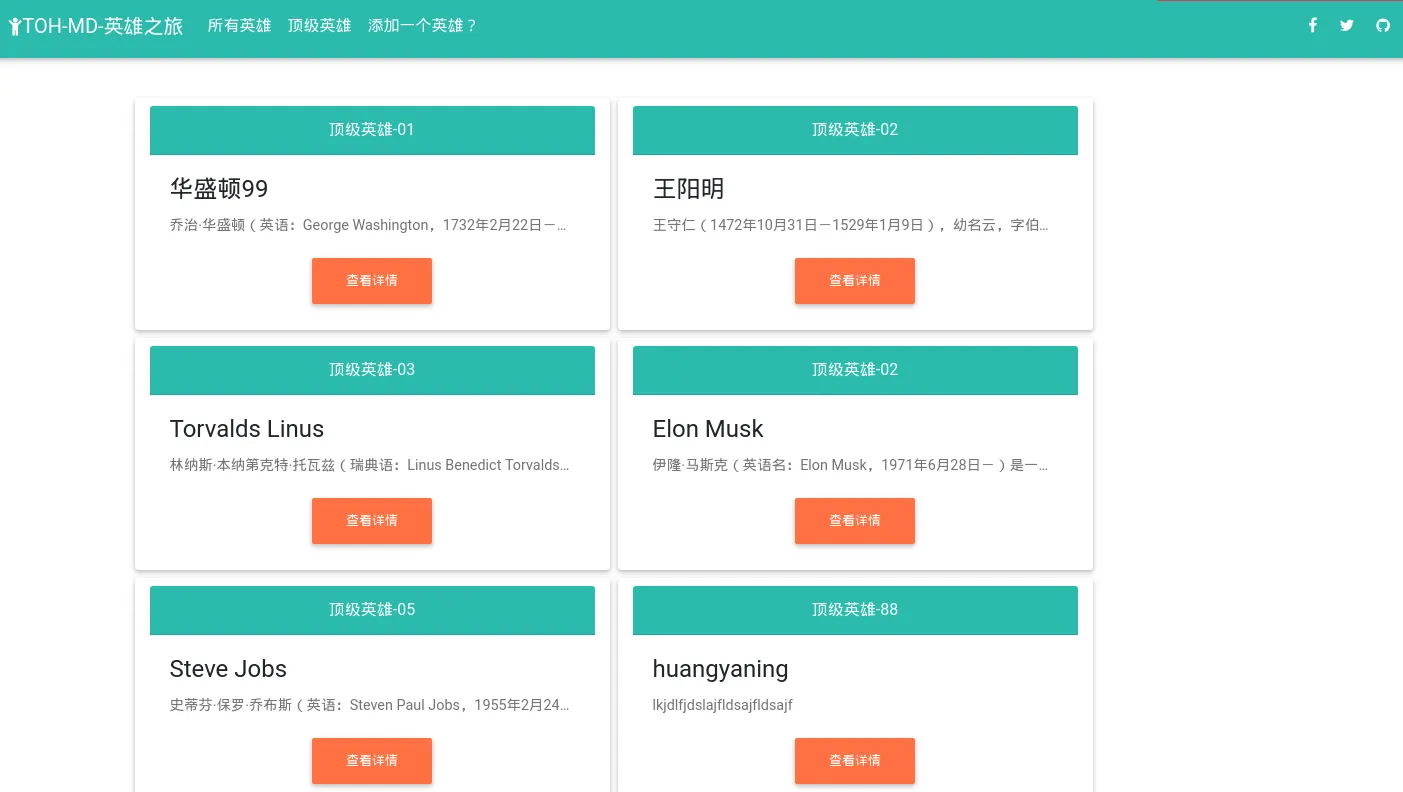 TOH-MD-英雄之旅 所有英雄 顶级英雄 添加一个英雄？
顶级英雄-01
华盛顿99
乔治·华盛顿（英语：George Washington，1732年2月22日－...
查看详情
顶级英雄-02
王阳明
王守仁（1472年10月31日－1529年1月9日），幼名云，字伯...
查看详情
顶级英雄-03
Torvalds Linus
林纳斯·本纳第克特·托瓦兹（瑞典语：Linus Benedict Torvalds...
查看详情
顶级英雄-02
Elon Musk
伊隆·马斯克（英语名：Elon Musk，1971年6月28日－）是一...
查看详情
顶级英雄-05
Steve Jobs
史蒂芬·保罗·乔布斯（英语：Steven Paul Jobs，1955年2月24...
查看详情
顶级英雄-88
huangyaning
lkjdlfjdslajfldsajfldsajf
查看详情